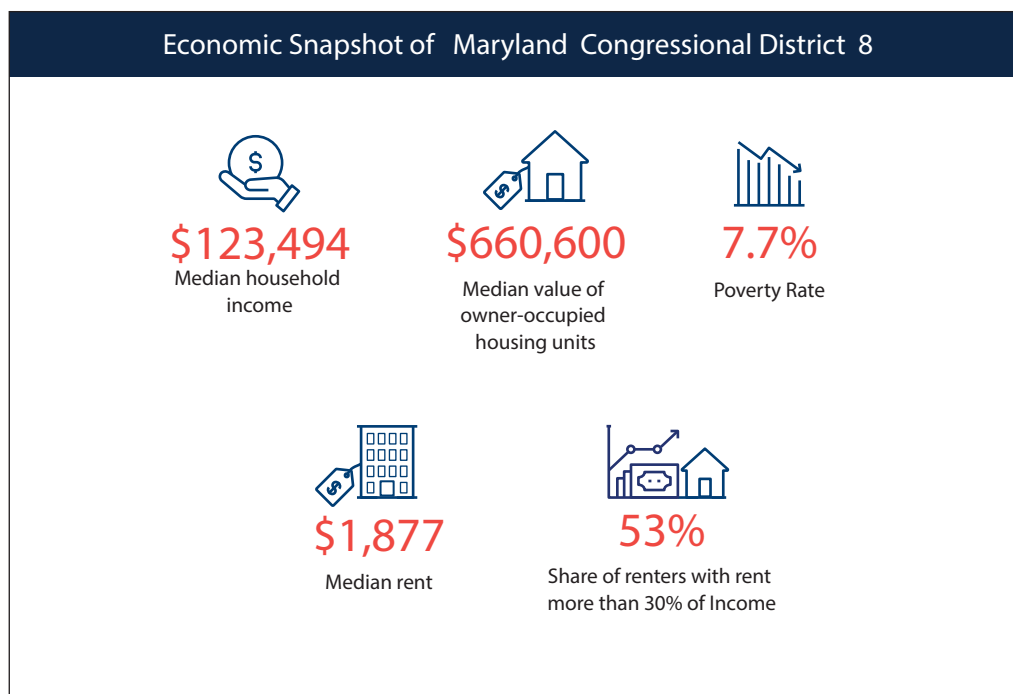 Economic Snapshot of Maryland Congressional District 8
$
$
$123,494
Median household
income
$660,600
Median value of
owner-occupied
housing units
7.7%
Poverty Rate
$
$1,877
Median rent
53%
Share of renters with rent
more than 30% of Income